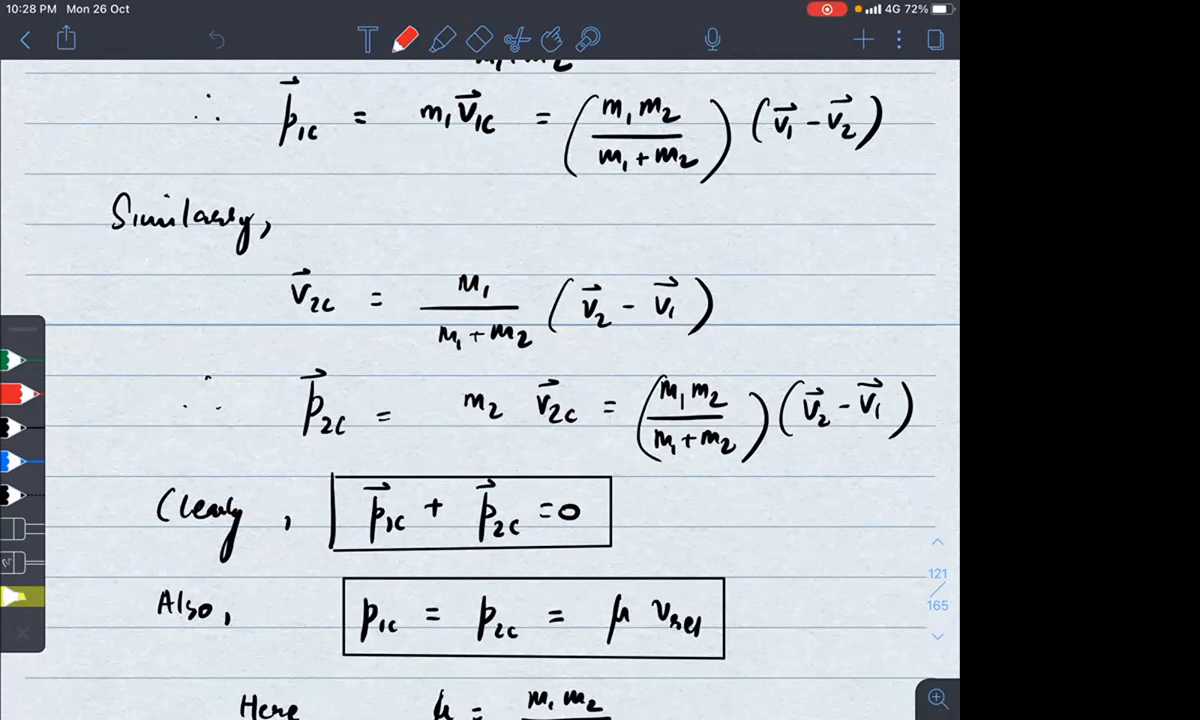 10:28 PM Mon 26 Oct 4G 72%
T
m₁+m₂
∴ p⃗₁c = m₁ v⃗₁c = (m₁ m₂ / m₁ + m₂) (v⃗₁ - v⃗₂)
Similarly,
v⃗₂c = m₁ / m₁ + m₂ (v⃗₂ - v⃗₁)
∴ p⃗₂c = m₂ v⃗₂c = (m₁ m₂ / m₁ + m₂) (v⃗₂ - v⃗₁)
Clearly, p⃗₁c + p⃗₂c = 0
121
/
165
Also, p₁c = p₂c = μ vrel
Here μ = m₁ m₂